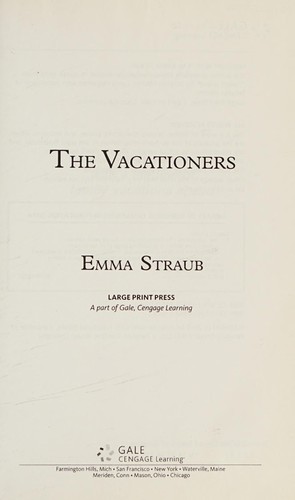 THE VACATIONERS
EMMA STRAUB
LARGE PRINT PRESS
A part of Gale, Cengage Learning
GALE
CENGAGE Learning
Farmington Hills, Mich • San Francisco • New York • Waterville, Maine
Meriden, Conn • Mason, Ohio • Chicago